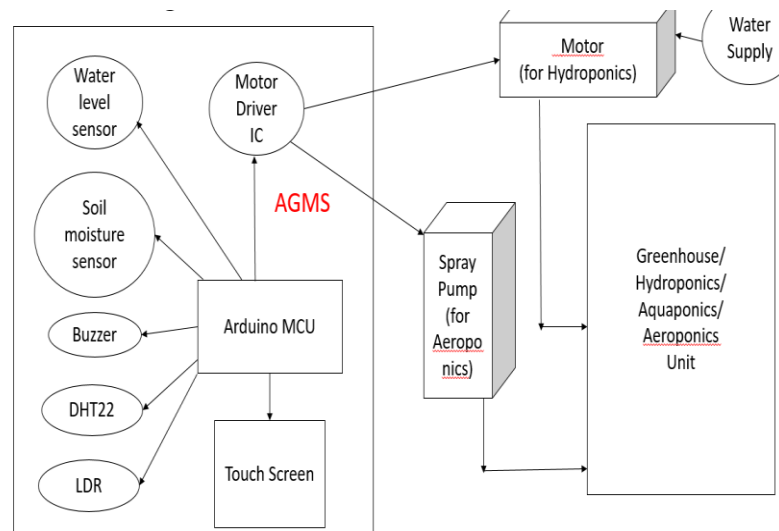 Water
level
sensor
Motor
Driver
IC
Motor
(for Hydroponics)
Water
Supply
AGMS
Soil
moisture
sensor
Buzzer
Arduino MCU
DHT22
LDR
Touch Screen
Spray
Pump
(for
Aeropo
nics)
Greenhouse/
Hydroponics/
Aquaponics/
Aeroponics
Unit